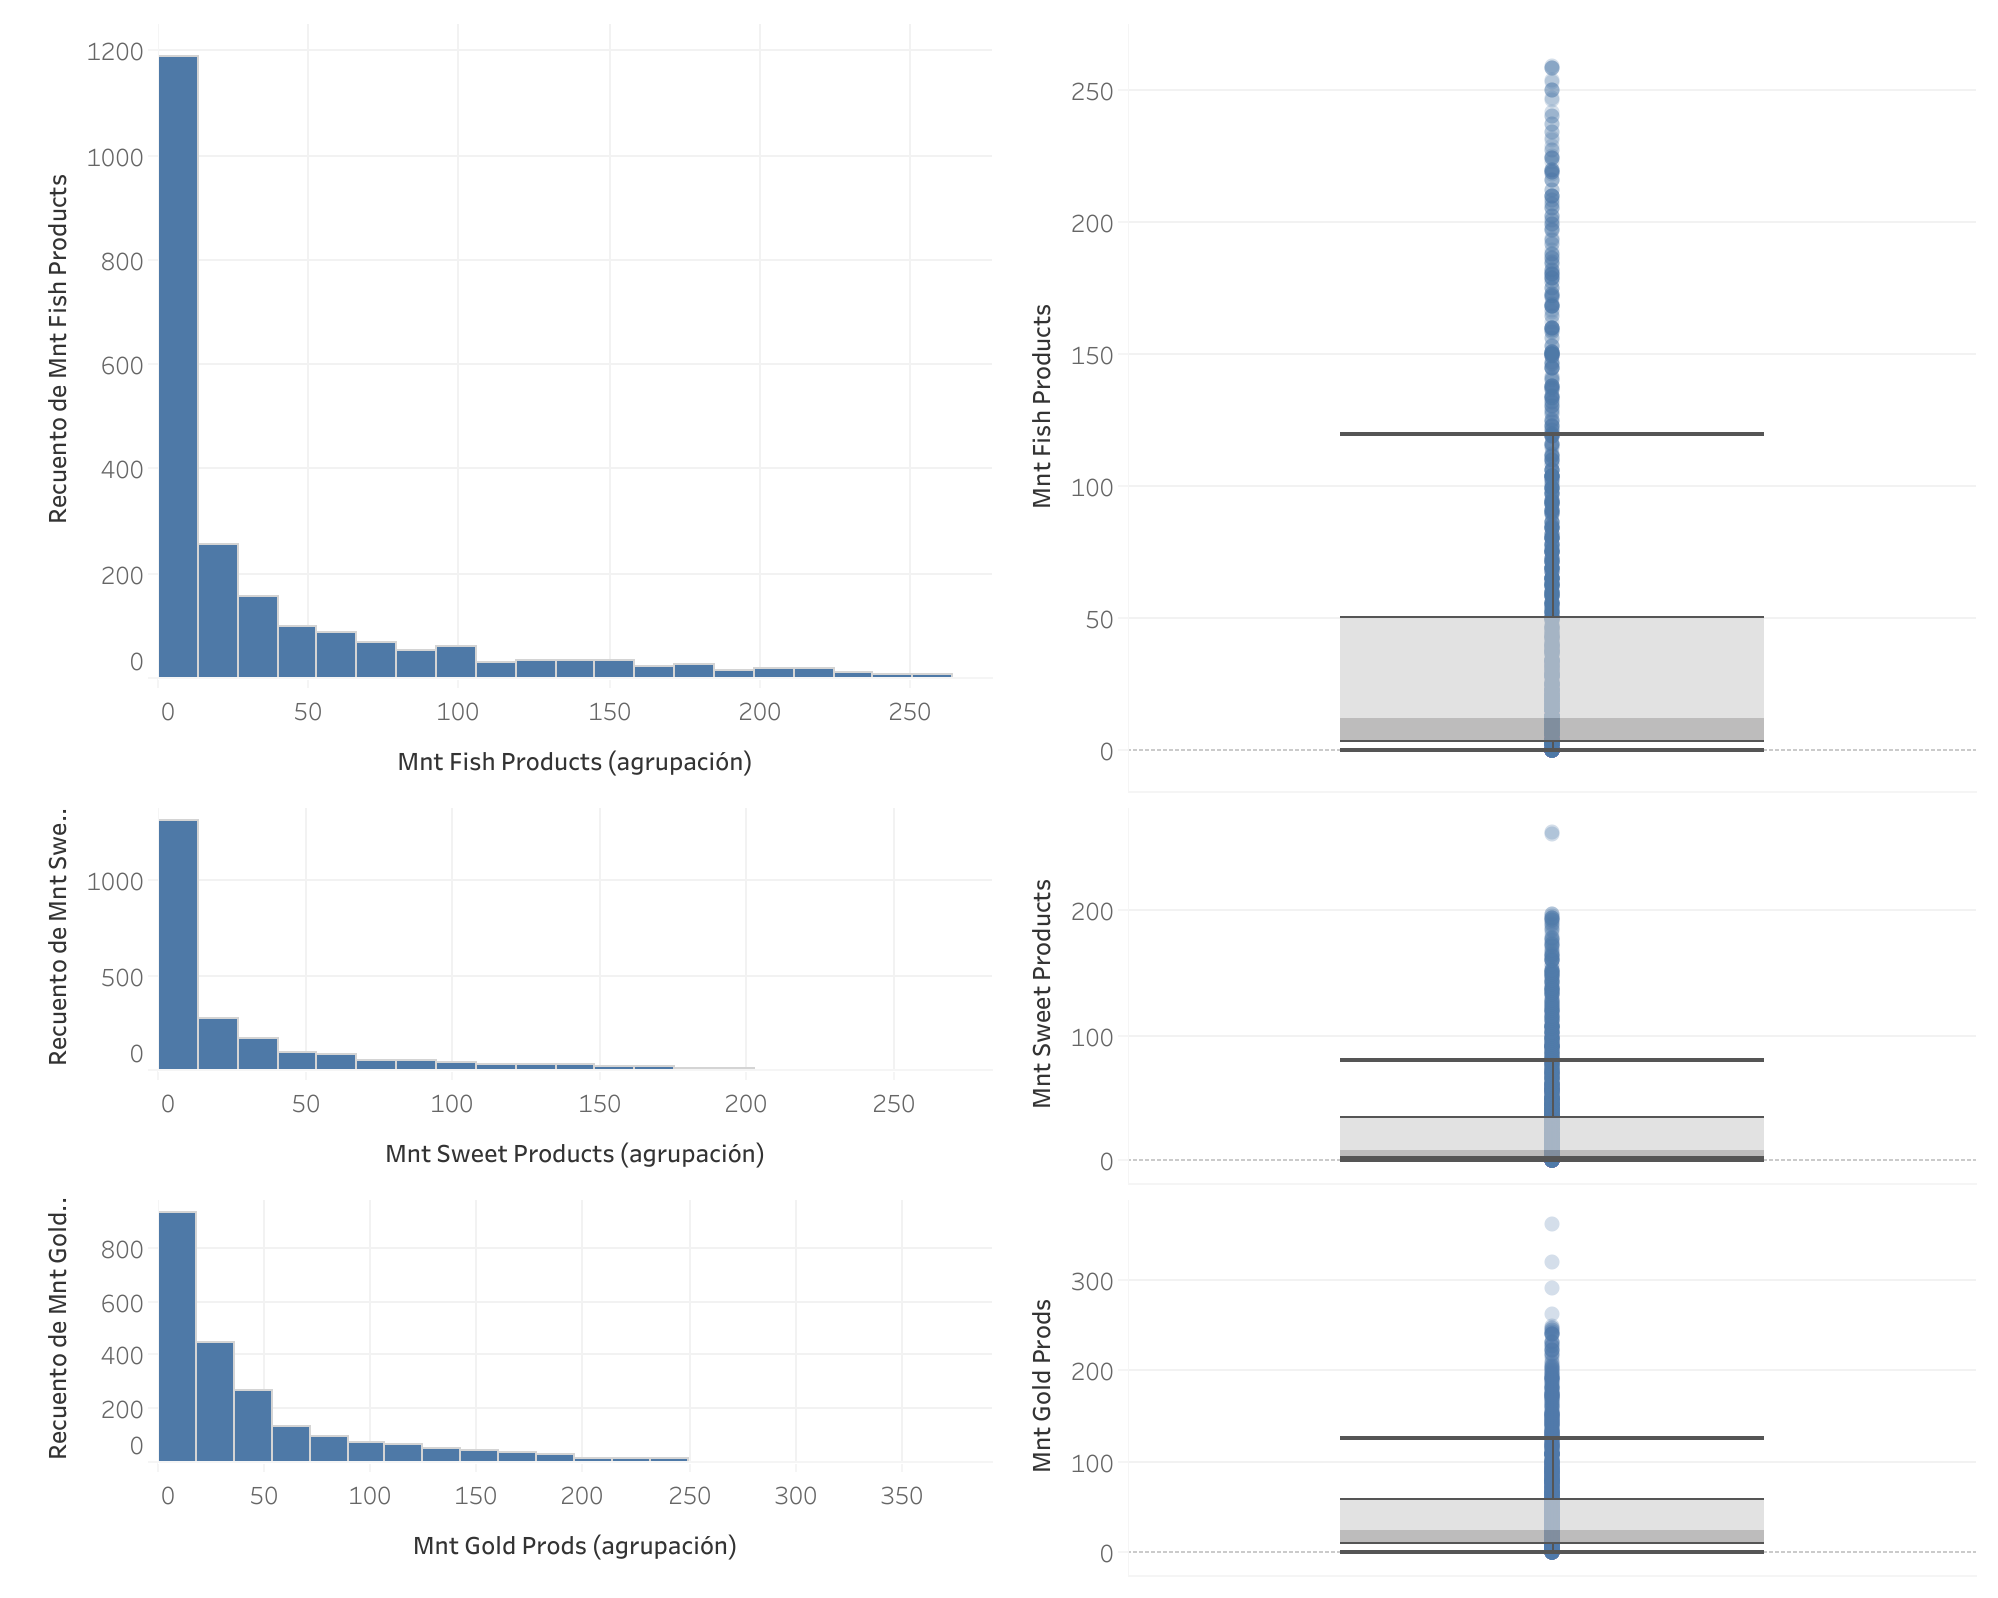 Recuento de Mnt Fish Products
1200
1000
800
600
400
200
0
0 50 100 150 200 250
Mnt Fish Products (agrupación)
Mnt Fish Products
250
200
150
100
50
0
Recuento de Mnt Swe..
1000
500
0
0 50 100 150 200 250
Mnt Sweet Products (agrupación)
Mnt Sweet Products
200
100
0
Recuento de Mnt Gold..
800
600
400
200
0
0 50 100 150 200 250 300 350
Mnt Gold Prods (agrupación)
Mnt Gold Prods
300
200
100
0